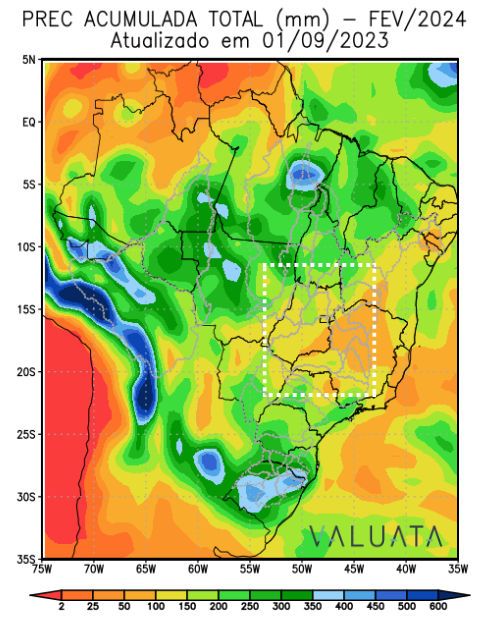 PREC ACUMULADA TOTAL (mm) – FEV/2024
Atualizado em 01/09/2023
5N
EQ
5S
10S
15S
20S
25S
30S
35S
VALUATA
75W 70W 65W 60W 55W 50W 45W 40W 35W
2 25 50 100 150 200 250 300 350 400 450 500 600